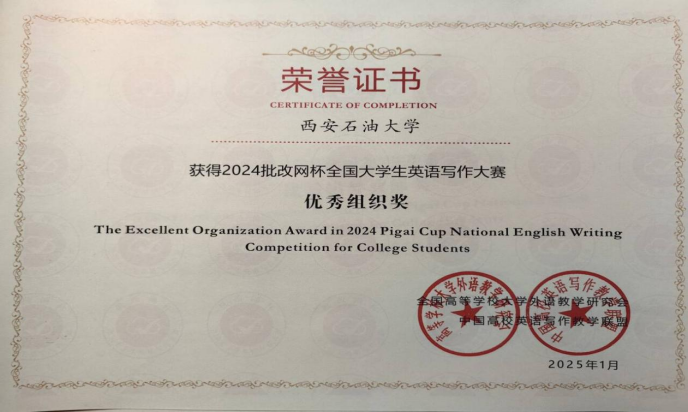 荣誉证书
CERTIFICATE OF COMPLETION
西安石油大学
获得2024批改网杯全国大学生英语写作大赛
优秀组织奖
The Excellent Organization Award in 2024 Pigai Cup National English Writing
Competition for College Students
全国高等学校大学外语教学研究会
中国高校英语写作教学联盟
2025年1月